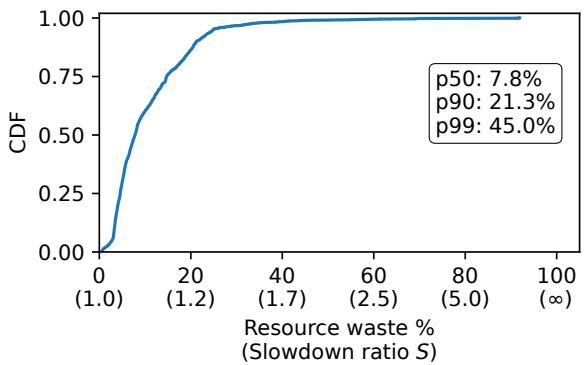 1.00
0.75
0.50
0.25
0.00
CDF
p50: 7.8%
p90: 21.3%
p99: 45.0%
0 20 40 60 80 100
(1.0) (1.2) (1.7) (2.5) (5.0) (∞)
Resource waste %
(Slowdown ratio S)